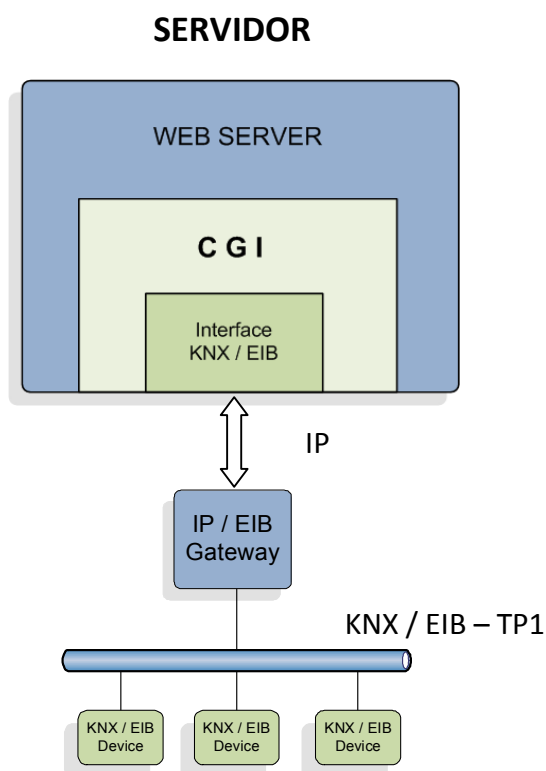 SERVIDOR
WEB SERVER
C G I
Interface
KNX / EIB
IP
IP / EIB
Gateway
KNX / EIB – TP1
KNX / EIB
Device
KNX / EIB
Device
KNX / EIB
Device